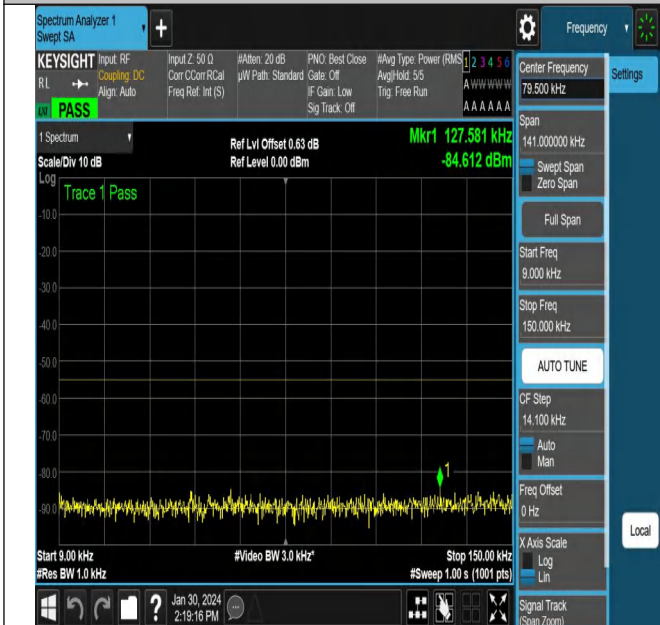 Spectrum Analyzer 1
Swept SA
+
Frequency
KEYSIGHT
RL
PASS
Input: RF
Coupling: DC
Align: Auto
Input Z: 50 Ω
Corr CCorr RCal
Freq Ref: Int (S)
#Atten: 20 dB
µW Path: Standard
PNO: Best Close
Gate: Off
IF Gain: Low
Sig Track: Off
#Avg Type: Power (RMS
Avg|Hold: 5/5
Trig: Free Run
1 2 3 4 5 6
A W W W W W
A A A A A A
1 Spectrum
Scale/Div 10 dB
Ref Lvl Offset 0.63 dB
Ref Level 0.00 dBm
Mkr1 127.581 kHz
-84.612 dBm
Log
Trace 1 Pass
-10.0
-20.0
-30.0
-40.0
-50.0
-60.0
-70.0
-80.0
-90.0
1
Start 9.00 kHz
#Res BW 1.0 kHz
#Video BW 3.0 kHz*
Stop 150.00 kHz
#Sweep 1.00 s (1001 pts)
?
Jan 30, 2024
2:19:16 PM
Center Frequency
79.500 kHz
Settings
Span
141.000000 kHz
Swept Span
Zero Span
Full Span
Start Freq
9.000 kHz
Stop Freq
150.000 kHz
AUTO TUNE
CF Step
14.100 kHz
Auto
Man
Freq Offset
0 Hz
X Axis Scale
Log
Lin
Local
Signal Track
(Span Zoom)